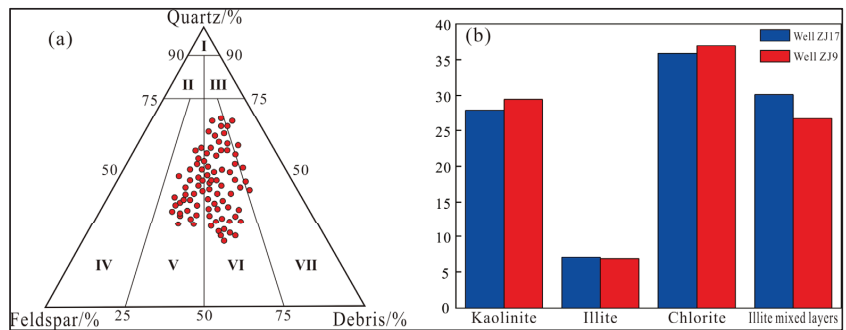 Quartz/%
(a)
I
90
90
II
III
75
75
50
50
IV
V
VI
VII
Feldspar/%
25
50
75
Debris/%
(b)
Well ZJ17
Well ZJ9
40
35
30
25
20
15
10
5
0
Kaolinite
Illite
Chlorite
Illite mixed layers